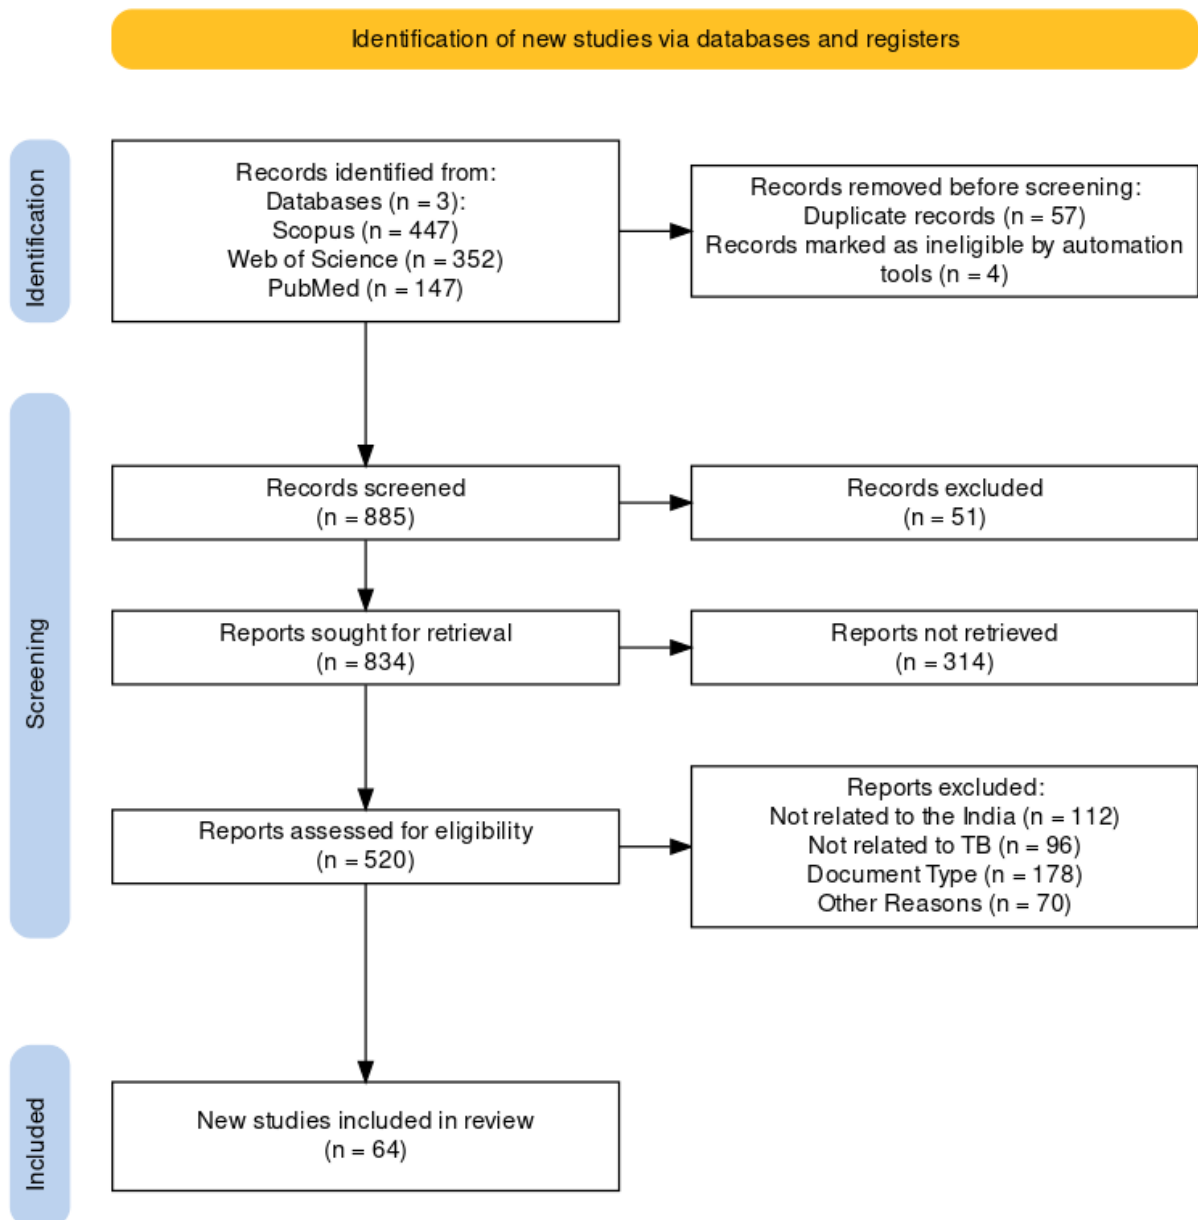 Identification of new studies via databases and registers
Identification
Records identified from:
Databases (n = 3):
Scopus (n = 447)
Web of Science (n = 352)
PubMed (n = 147)
Records removed before screening:
Duplicate records (n = 57)
Records marked as ineligible by automation
tools (n = 4)
Screening
Records screened
(n = 885)
Records excluded
(n = 51)
Reports sought for retrieval
(n = 834)
Reports not retrieved
(n = 314)
Reports assessed for eligibility
(n = 520)
Reports excluded:
Not related to the India (n = 112)
Not related to TB (n = 96)
Document Type (n = 178)
Other Reasons (n = 70)
Included
New studies included in review
(n = 64)